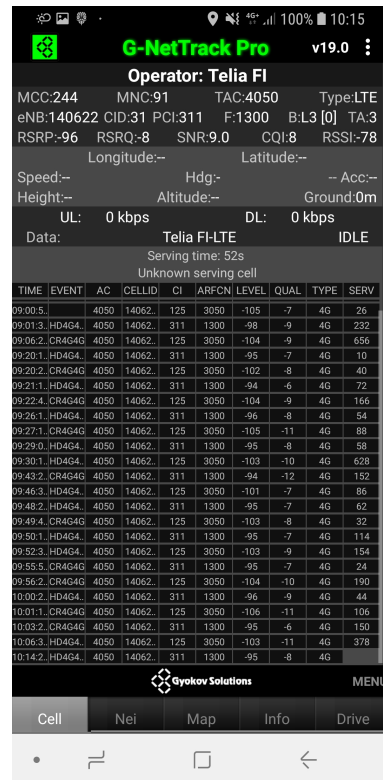 4G+ 100% 10:15
G-NetTrack Pro v19.0
Operator: Telia FI
MCC:244 MNC:91 TAC:4050 Type:LTE
eNB:140622 CID:31 PCI:311 F:1300 B:L3 [0] TA:3
RSRP:-96 RSRQ:-8 SNR:9.0 CQI:8 RSSI:-78
Longitude:-- Latitude:--
Speed:-- Hdg:- -- Acc:--
Height:-- Altitude:-- Ground:0m
UL: 0 kbps DL: 0 kbps
Data: Telia FI-LTE IDLE
Serving time: 52s
Unknown serving cell
TIME EVENT AC CELLID CI ARFCN LEVEL QUAL TYPE SERV
09:00:5.. 4050 14062.. 125 3050 -105 -7 4G 26
09:01:3.. HD4G4.. 4050 14062.. 311 1300 -98 -9 4G 232
09:06:2.. CR4G4G 4050 14062.. 125 3050 -104 -9 4G 656
09:20:1.. HD4G4.. 4050 14062.. 311 1300 -95 -7 4G 10
09:20:2.. CR4G4G 4050 14062.. 125 3050 -102 -8 4G 40
09:21:1.. HD4G4.. 4050 14062.. 311 1300 -94 -6 4G 72
09:22:4.. CR4G4G 4050 14062.. 125 3050 -104 -9 4G 166
09:26:1.. HD4G4.. 4050 14062.. 311 1300 -96 -8 4G 54
09:27:1.. CR4G4G 4050 14062.. 125 3050 -105 -11 4G 88
09:29:0.. HD4G4.. 4050 14062.. 311 1300 -95 -8 4G 58
09:30:1.. HD4G4.. 4050 14062.. 125 3050 -103 -10 4G 628
09:43:2.. CR4G4G 4050 14062.. 311 1300 -94 -12 4G 152
09:46:3.. HD4G4.. 4050 14062.. 125 3050 -101 -7 4G 86
09:48:2.. HD4G4.. 4050 14062.. 311 1300 -95 -7 4G 62
09:49:4.. CR4G4G 4050 14062.. 125 3050 -103 -8 4G 32
09:50:1.. HD4G4.. 4050 14062.. 311 1300 -95 -7 4G 114
09:52:3.. HD4G4.. 4050 14062.. 125 3050 -103 -9 4G 154
09:55:5.. CR4G4G 4050 14062.. 311 1300 -95 -7 4G 24
09:56:2.. CR4G4G 4050 14062.. 125 3050 -104 -10 4G 190
10:00:2.. HD4G4.. 4050 14062.. 311 1300 -96 -9 4G 44
10:01:1.. CR4G4G 4050 14062.. 125 3050 -106 -11 4G 106
10:03:2.. CR4G4G 4050 14062.. 311 1300 -95 -6 4G 150
10:06:3.. HD4G4.. 4050 14062.. 125 3050 -103 -11 4G 378
10:14:2.. HD4G4.. 4050 14062.. 311 1300 -95 -8 4G
Gyokov Solutions MENU
Cell Nei Map Info Drive